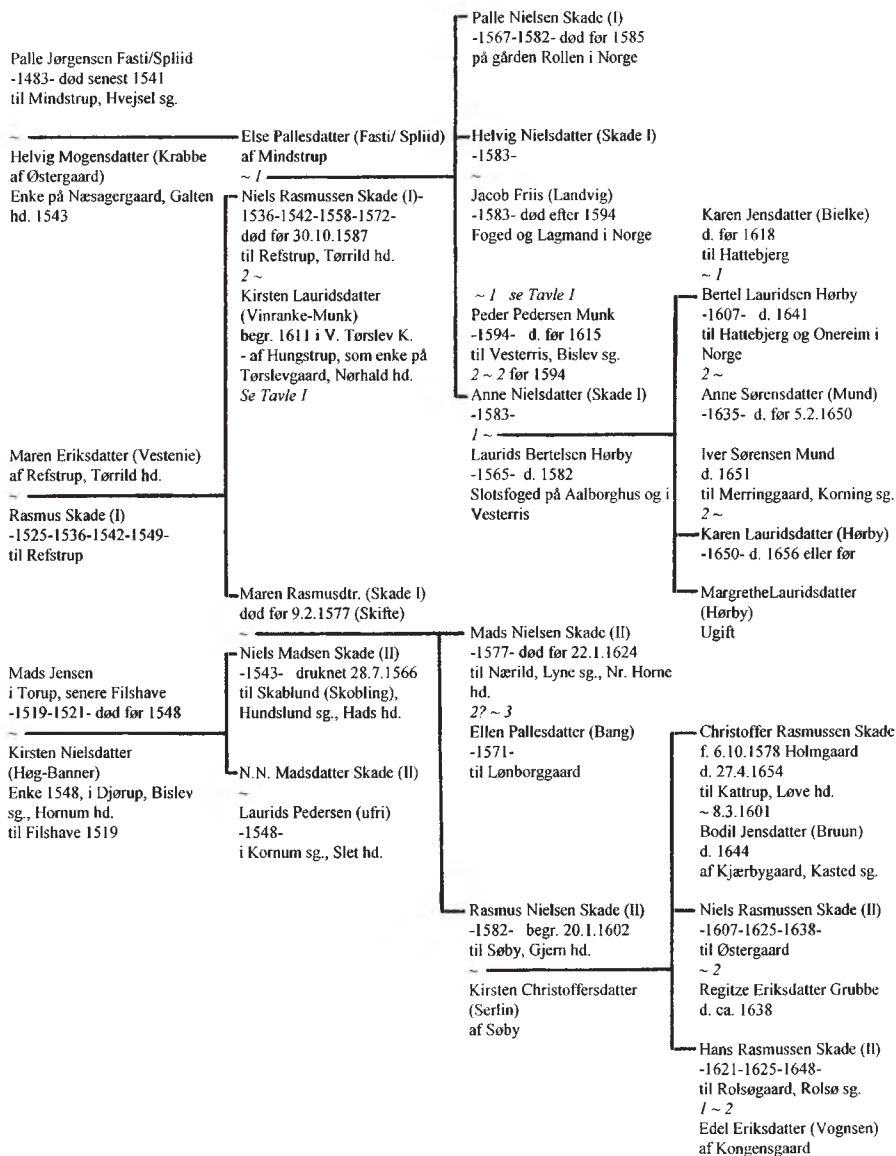 Palle Jørgensen Fasti/Spliid
-1483- død senest 1541
til Mindstrup, Hvejsel sg.
~
Helvig Mogensdatter (Krabbe
af Østergaard)
Enke på Næsagergaard, Galten
hd. 1543
Maren Eriksdatter (Vestenie)
af Refstrup, Tørrild hd.
~
Rasmus Skade (I)
-1525-1536-1542-1549-
til Refstrup
Mads Jensen
i Torup, senere Filshave
-1519-1521- død før 1548
~
Kirsten Nielsdatter
(Høg-Banner)
Enke 1548, i Djørup, Bislev
sg., Hornum hd.
til Filshave 1519
Else Pallesdatter (Fasti/ Spliid)
af Mindstrup
~ 1
Niels Rasmussen Skade (I)-
1536-1542-1558-1572-
død før 30.10.1587
til Refstrup, Tørrild hd.
2 ~
Kirsten Lauridsdatter
(Vinranke-Munk)
begr. 1611 i V. Tørslev K.
- af Hungstrup, som enke på
Tørslevgaard, Nørhald hd.
Se Tavle I
Maren Rasmusdtr. (Skade I)
død før 9.2.1577 (Skifte)
~
Niels Madsen Skade (II)
-1543- druknet 28.7.1566
til Skablund (Skobling),
Hundslund sg., Hads hd.
N.N. Madsdatter Skade (II)
~
Laurids Pedersen (ufri)
-1548-
i Kornum sg., Slet hd.
Palle Nielsen Skade (I)
-1567-1582- død før 1585
på gården Rollen i Norge
Helvig Nielsdatter (Skade I)
-1583-
~
Jacob Friis (Landvig)
-1583- død efter 1594
Foged og Lagmand i Norge
~ 1 se Tavle I
Peder Pedersen Munk
-1594- d. før 1615
til Vesterris, Bislev sg.
2 ~ 2 før 1594
Anne Nielsdatter (Skade I)
-1583-
1 ~
Laurids Bertelsen Hørby
-1565- d. 1582
Slotsfoged på Aalborghus og i
Vesterris
Mads Nielsen Skade (II)
-1577- død før 22.1.1624
til Nærild, Lyne sg., Nr. Horne
hd.
2? ~ 3
Ellen Pallesdatter (Bang)
-1571-
til Lønborggaard
Rasmus Nielsen Skade (II)
-1582- begr. 20.1.1602
til Søby, Gjern hd.
~
Kirsten Christoffersdatter
(Serlin)
af Søby
Karen Jensdatter (Bielke)
d. før 1618
til Hattebjerg
~ 1
Bertel Lauridsen Hørby
-1607- d. 1641
til Hattebjerg og Onereim i
Norge
2 ~
Anne Sørensdatter (Mund)
-1635- d. før 5.2.1650
Iver Sørensen Mund
d. 1651
til Merringgaard, Korning sg.
2 ~
Karen Lauridsdatter (Hørby)
-1650- d. 1656 eller før
MargretheLauridsdatter
(Hørby)
Ugift
Christoffer Rasmussen Skade
f. 6.10.1578 Holmgaard
d. 27.4.1654
til Kattrup, Løve hd.
~ 8.3.1601
Bodil Jensdatter (Bruun)
d. 1644
af Kjærbygaard, Kasted sg.
Niels Rasmussen Skade (II)
-1607-1625-1638-
til Østergaard
~ 2
Regitze Eriksdatter Grubbe
d. ca. 1638
Hans Rasmussen Skade (II)
-1621-1625-1648-
til Rolsøgaard, Rolsø sg.
1 ~ 2
Edel Eriksdatter (Vognsen)
af Kongensgaard